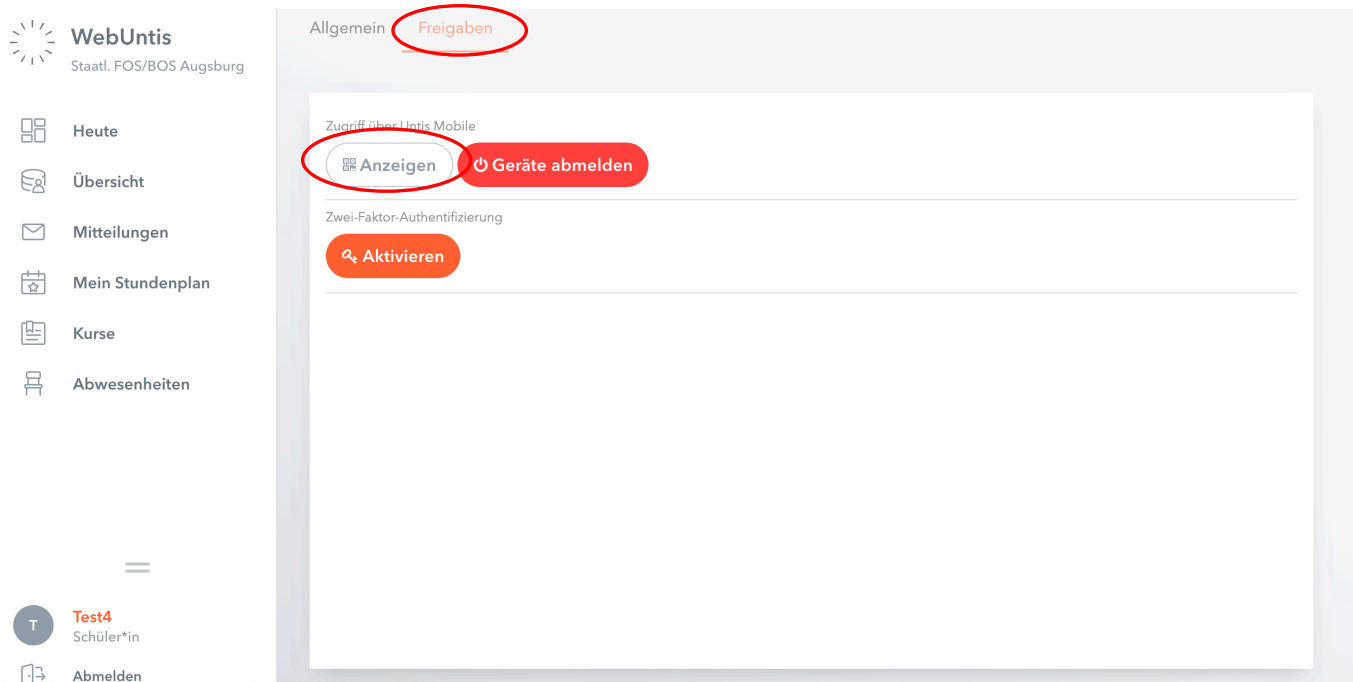 WebUntis
Staatl. FOS/BOS Augsburg
Heute
Übersicht
Mitteilungen
Mein Stundenplan
Kurse
Abwesenheiten
T
Test4
Schüler*in
Abmelden
Allgemein Freigaben
Zugriff über Untis Mobile
Anzeigen Geräte abmelden
Zwei-Faktor-Authentifizierung
Aktivieren